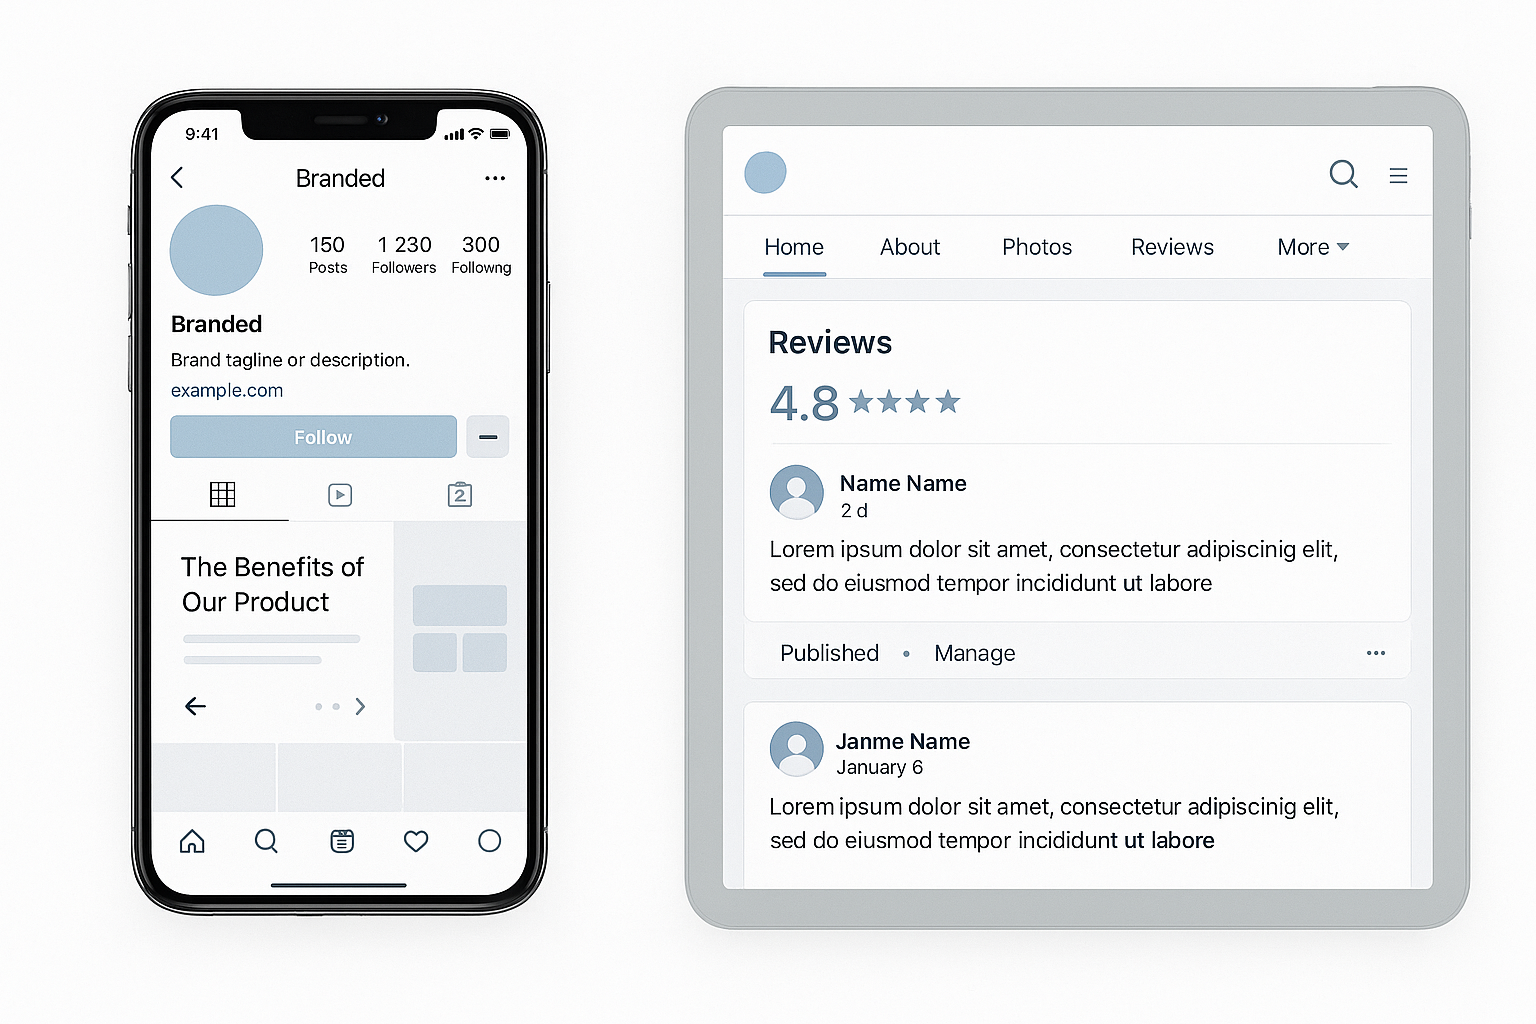 9:41
Branded
150 1 230 300
Posts Followers Followng
Branded
Brand tagline or description.
example.com
Follow
2
The Benefits of
Our Product
Home About Photos Reviews More
Reviews
4.8
Name Name
2 d
Lorem ipsum dolor sit amet, consectetur adipiscinig elit,
sed do eiusmod tempor incididunt ut labore
Published • Manage
Janme Name
January 6
Lorem ipsum dolor sit amet, consectetur adipiscinig elit,
sed do eiusmod tempor incididunt ut labore